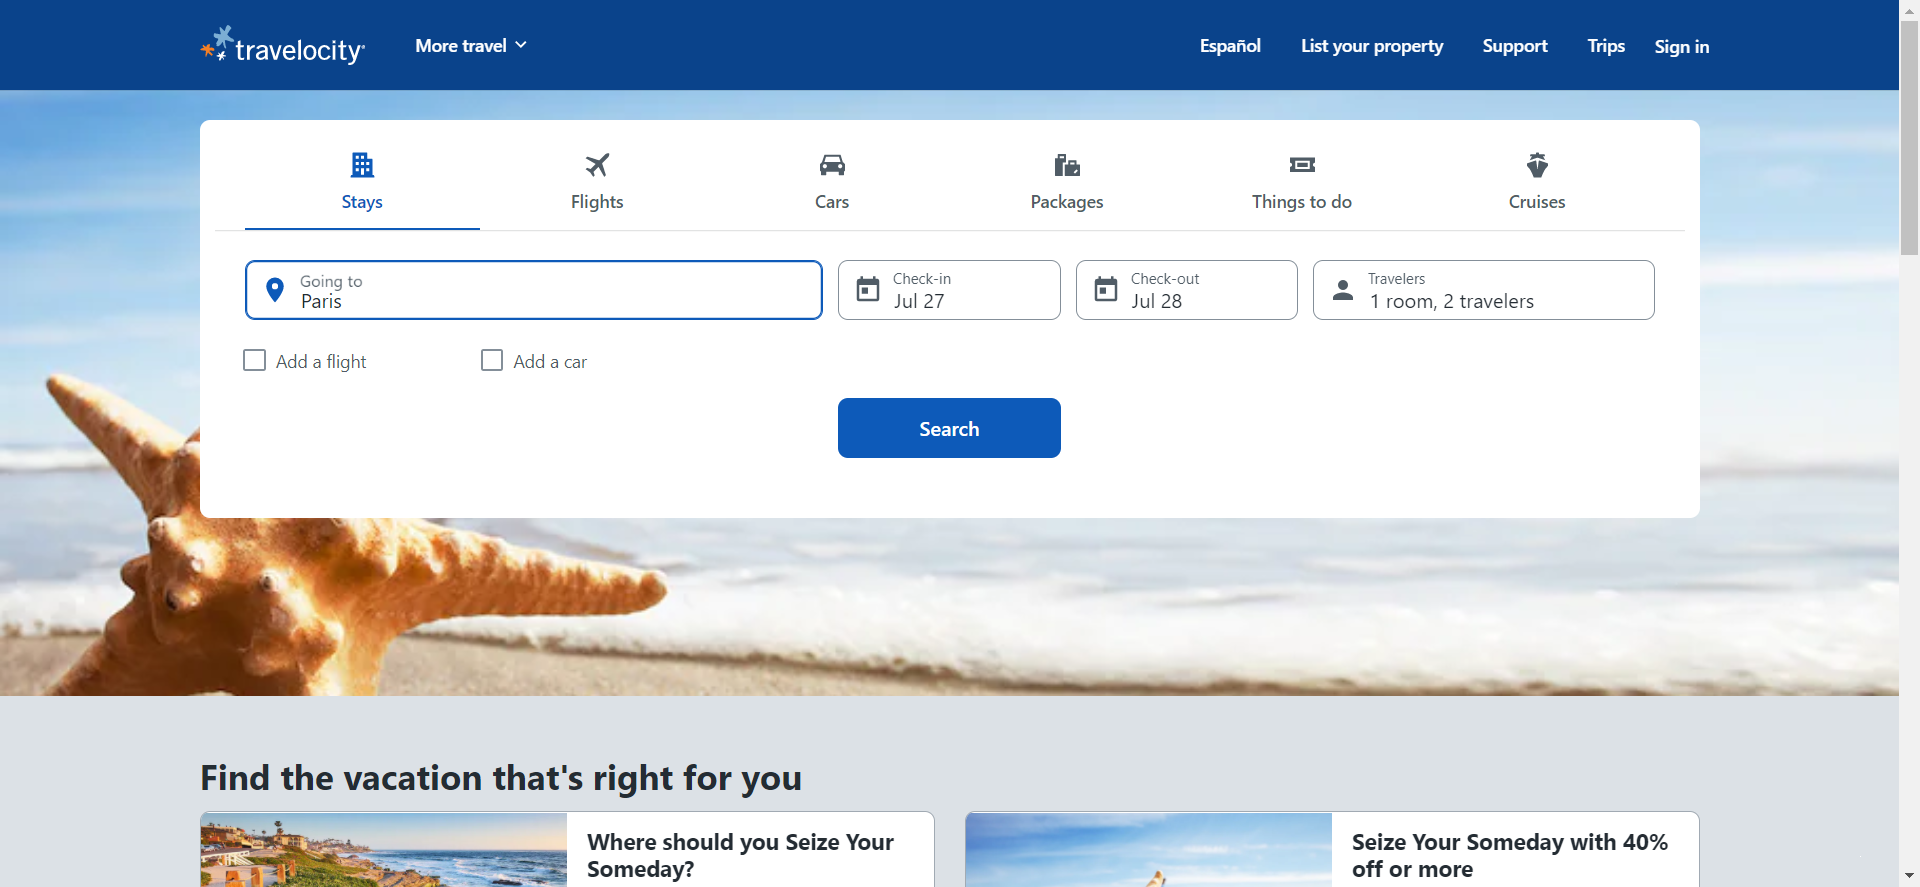 travelocity
More travel
Español
List your property
Support
Trips
Sign in
Stays
Flights
Cars
Packages
Things to do
Cruises
Going to
Paris
Check-in
Jul 27
Check-out
Jul 28
Travelers
1 room, 2 travelers
Add a flight
Add a car
Search
Find the vacation that's right for you
Where should you Seize Your
Someday?
Seize Your Someday with 40%
off or more